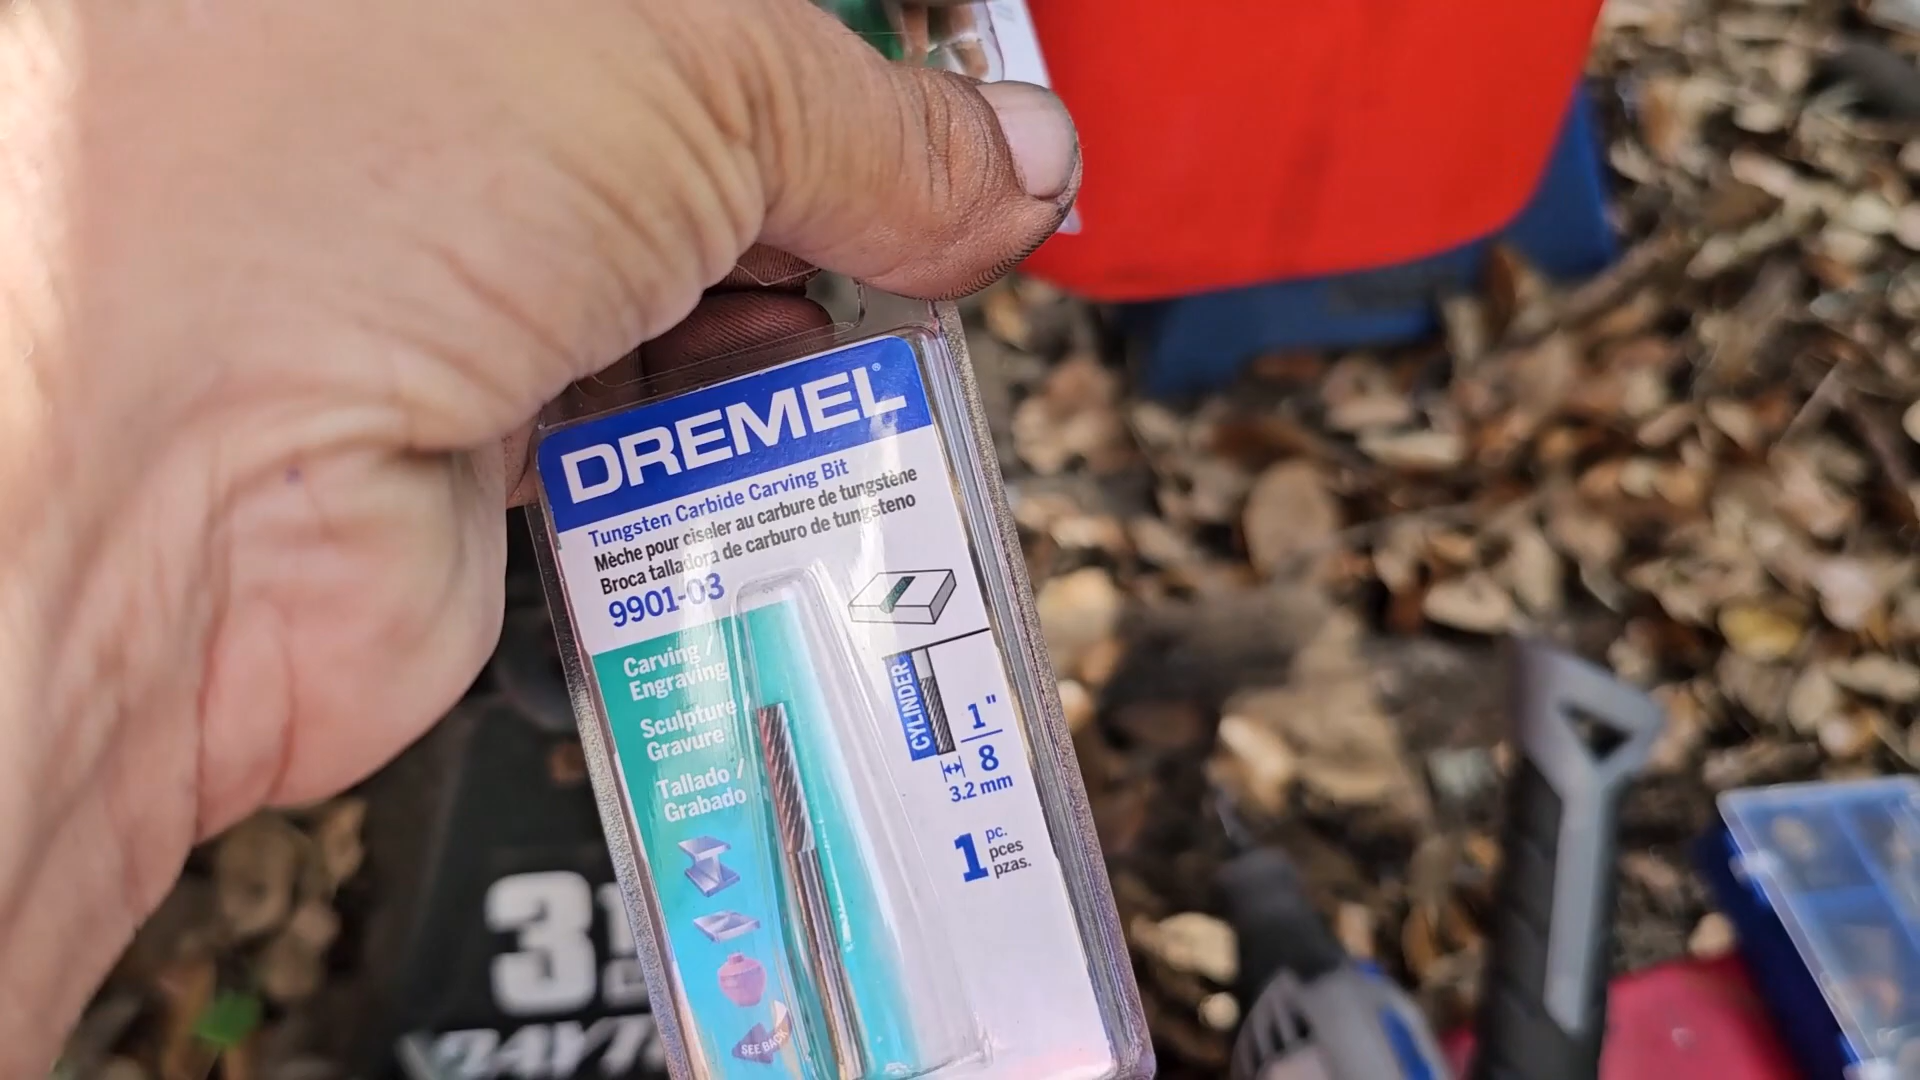 DREMEL®
Tungsten Carbide Carving Bit
Mèche pour ciseler au carbure de tungstène
Broca talladora de carburo de tungsteno
9901-03
Carving /
Engraving
Sculpture /
Gravure
Tallado /
Grabado
CYLINDER
1"
8
3.2 mm
1 pc.
pces
pzas.
SEE BACK
3